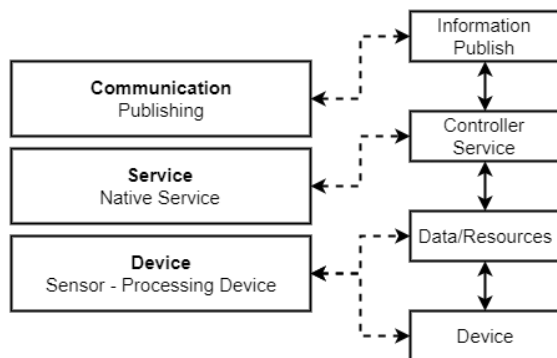 Communication
Publishing
Service
Native Service
Device
Sensor - Processing Device
Information
Publish
Controller
Service
Data/Resources
Device